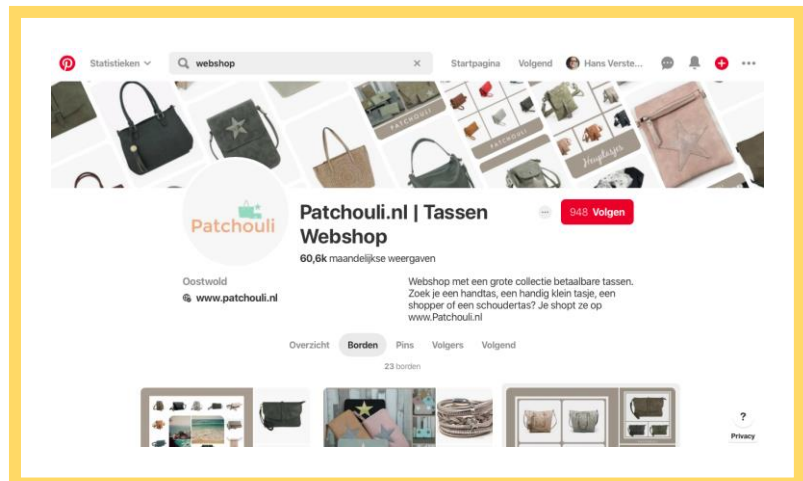 Statistieken
webshop
Startpagina
Volgend
Hans Verste...
PATCHOULI
PATCHOULI
Hengtasjes
Patchouli
Patchouli.nl | Tassen
Webshop
948 Volgen
60,6k maandelijkse weergaven
Oostwold
www.patchouli.nl
Webshop met een grote collectie betaalbare tassen.
Zoek je een handtas, een handig klein tasje, een
shopper of een schoudertas? Je shopt ze op
www.Patchouli.nl
Overzicht
Borden
Pins
Volgers
Volgend
23 borden
?
Privacy